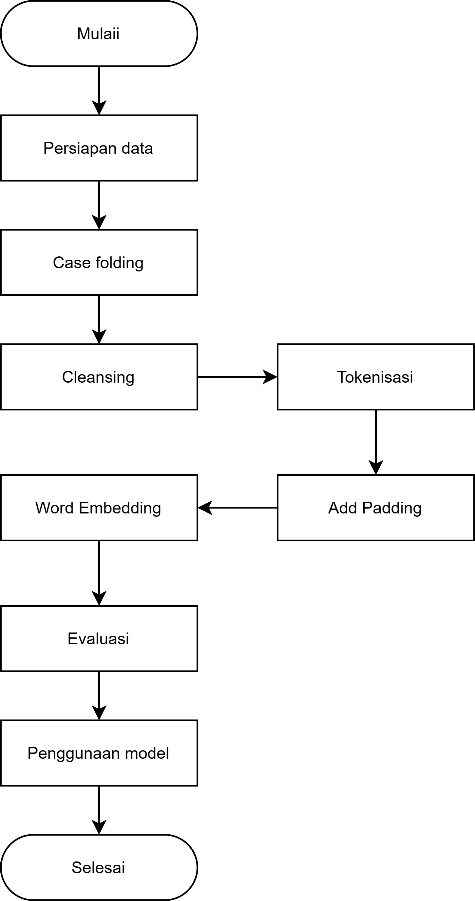 Mulaii
Persiapan data
Case folding
Cleansing
Tokenisasi
Add Padding
Word Embedding
Evaluasi
Penggunaan model
Selesai